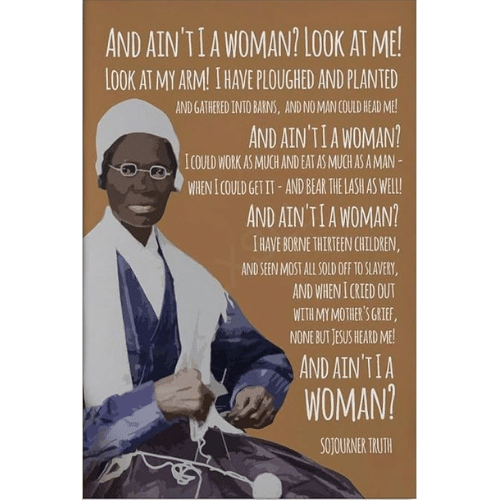 AND AIN'T I A WOMAN? LOOK AT ME!
LOOK AT MY ARM! I HAVE PLOUGHED AND PLANTED
AND GATHERED INTO BARNS, AND NO MAN COULD HEAD ME!
AND AIN'T I A WOMAN?
I COULD WORK AS MUCH AND EAT AS MUCH AS A MAN -
WHEN I COULD GET IT - AND BEAR THE LASH AS WELL!
AND AIN'T I A WOMAN?
I HAVE BORNE THIRTEEN CHILDREN,
AND SEEN MOST ALL SOLD OFF TO SLAVERY,
AND WHEN I CRIED OUT
WITH MY MOTHER'S GRIEF,
NONE BUT JESUS HEARD ME!
AND AIN'T I A
WOMAN?
SOJOURNER TRUTH